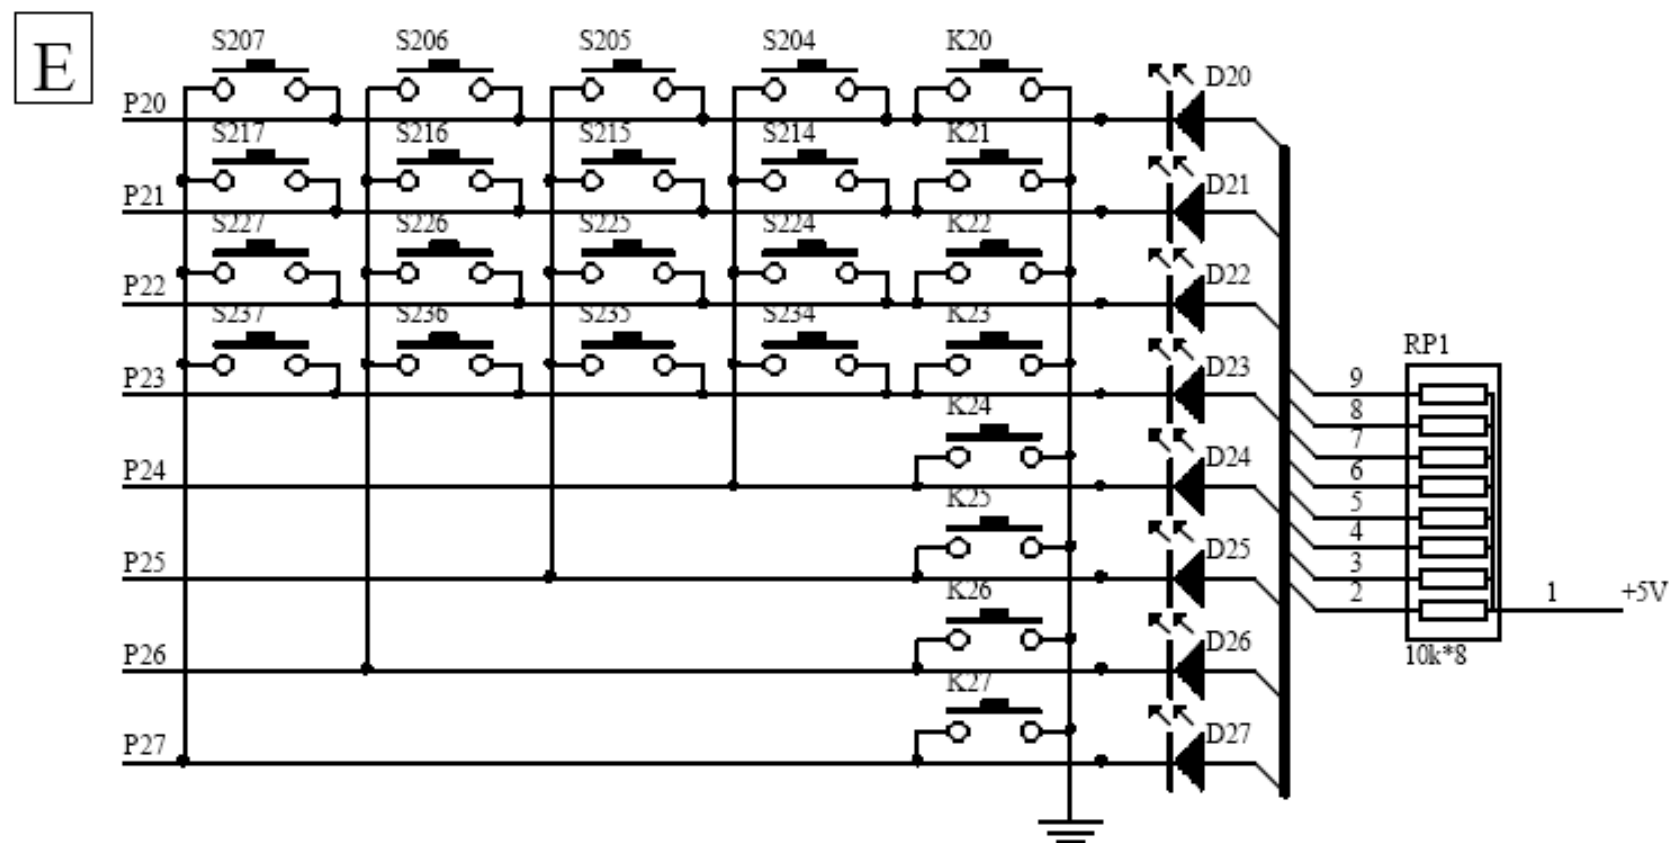 E
S207 S206 S205 S204 K20 D20
P20
S217 S216 S215 S214 K21 D21
P21
S227 S226 S225 S224 K22 D22
P22
S237 S236 S235 S234 K23 D23
P23
RP1
9
8
7
6
5
4
3
2
1 +5V
10k*8
K24 D24
P24
K25 D25
P25
K26 D26
P26
K27 D27
P27